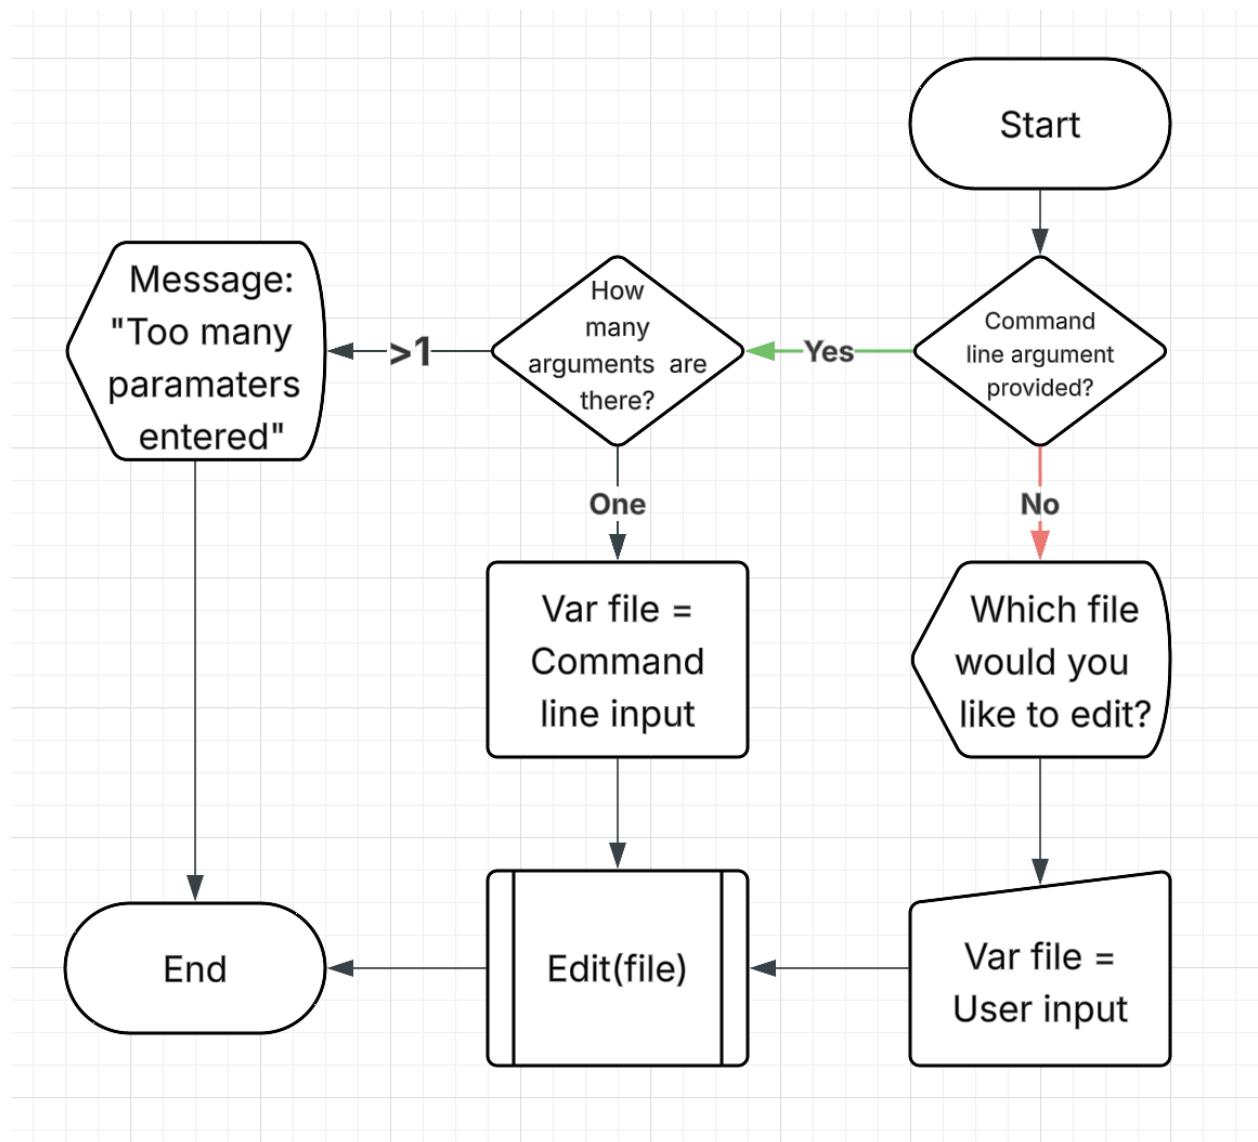 Start
Command
line argument
provided?
Yes
How
many
arguments are
there?
>1
Message:
"Too many
paramaters
entered"
One
No
Var file =
Command
line input
Which file
would you
like to edit?
End
Edit(file)
Var file =
User input